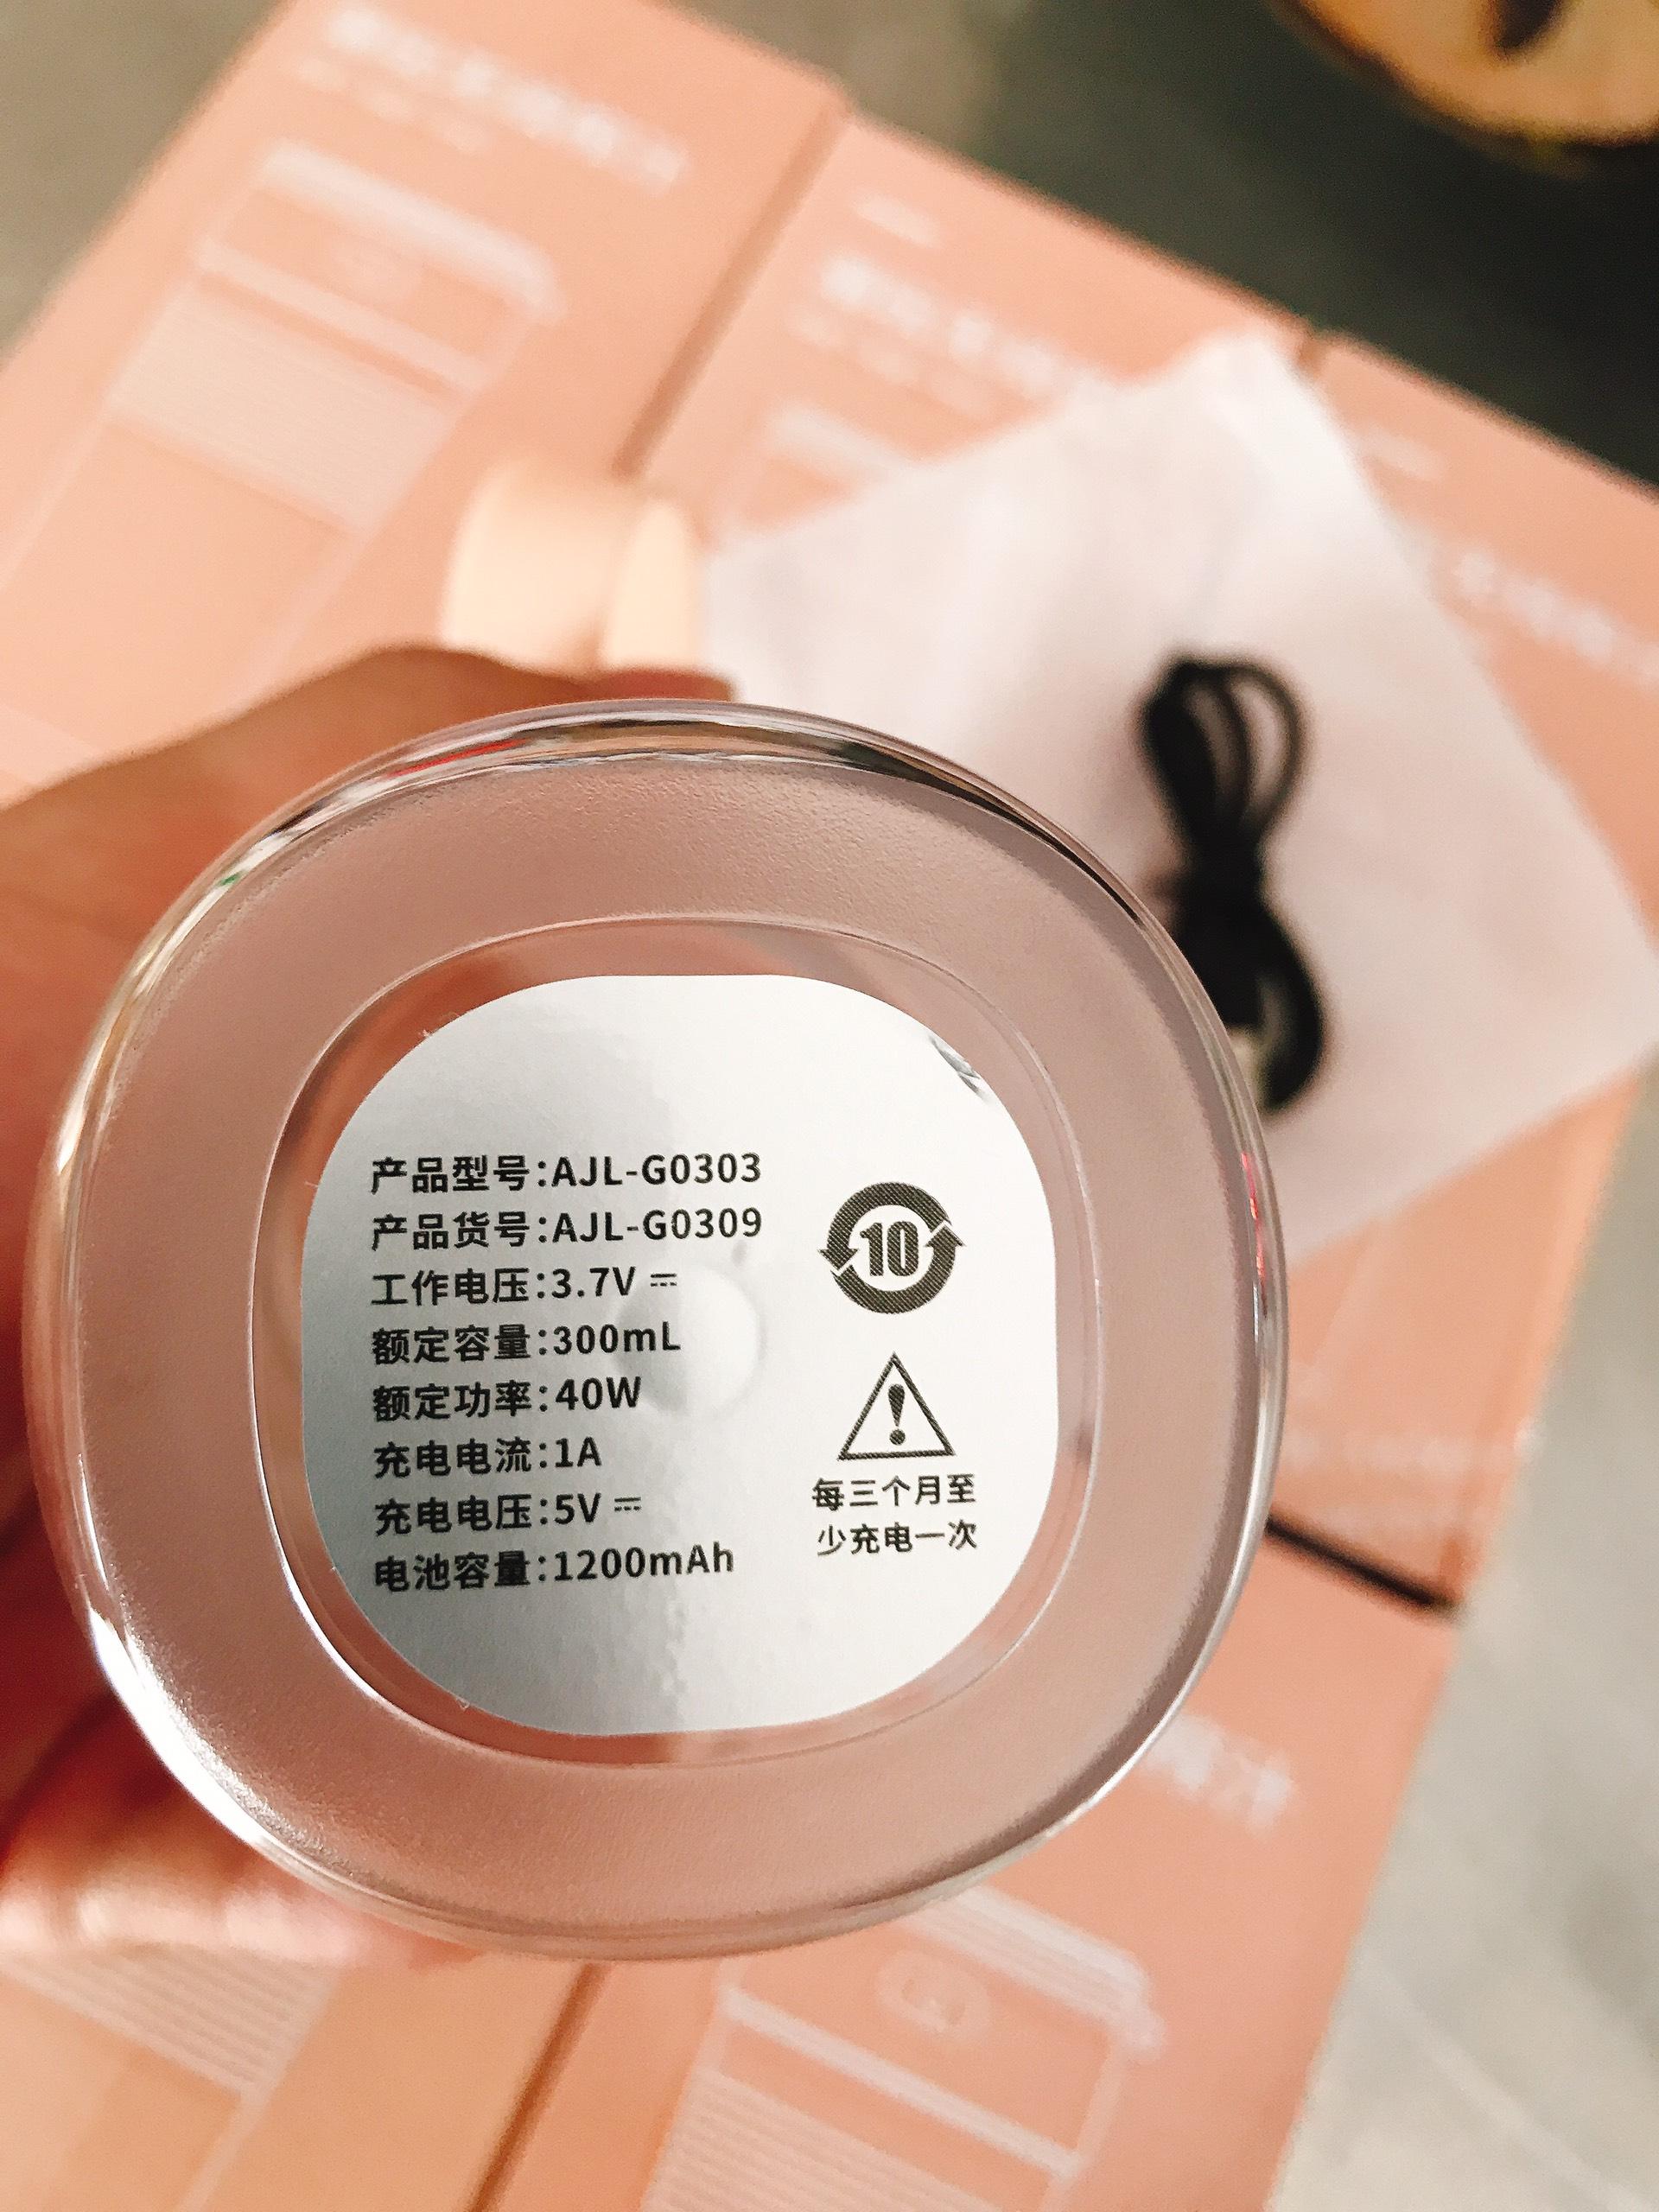 产品型号:AJL-G0303
产品货号:AJL-G0309
工作电压:3.7V ⎓
额定容量:300mL
额定功率:40W
充电电流:1A
充电电压:5V ⎓
电池容量:1200mAh
10
每三个月至
少充电一次